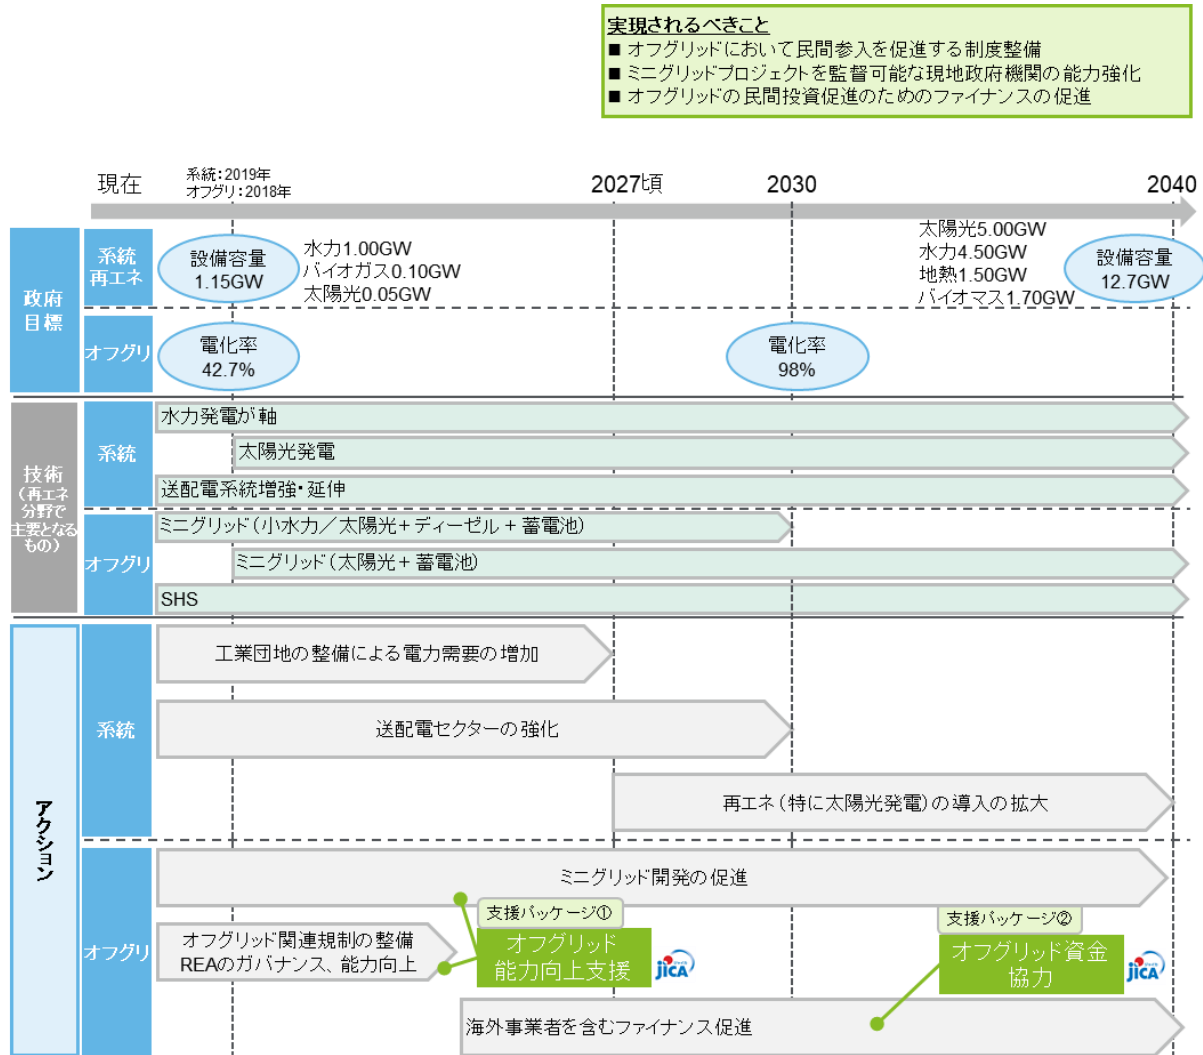 実現されるべきこと
■ オフグリッドにおいて民間参入を促進する制度整備
■ ミニグリッドプロジェクトを監督可能な現地政府機関の能力強化
■ オフグリッドの民間投資促進のためのファイナンスの促進
現在
系統:2019年
オフグリ:2018年
2027頃
2030
2040
政府
目標
系統
再エネ
設備容量
1.15GW
水力1.00GW
バイオガス0.10GW
太陽光0.05GW
太陽光5.00GW
水力4.50GW
地熱1.50GW
バイオマス1.70GW
設備容量
12.7GW
オフグリ
電化率
42.7%
電化率
98%
技術
(再エネ
分野で
主要となる
もの)
系統
水力発電が軸
太陽光発電
送配電系統増強・延伸
オフグリ
ミニグリッド(小水力/太陽光+ディーゼル + 蓄電池)
ミニグリッド(太陽光+ 蓄電池)
SHS
アクション
系統
工業団地の整備による電力需要の増加
送配電セクターの強化
再エネ(特に太陽光発電)の導入の拡大
オフグリ
ミニグリッド開発の促進
オフグリッド関連規制の整備
REAのガバナンス、能力向上
支援パッケージ①
オフグリッド
能力向上支援
jICA
支援パッケージ②
オフグリッド資金
協力
jICA
海外事業者を含むファイナンス促進